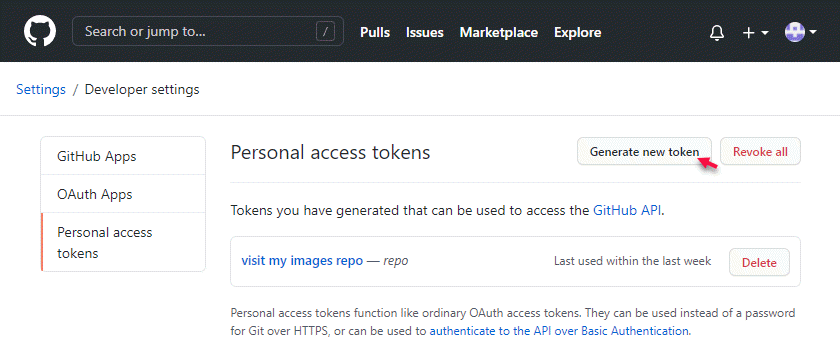 Search or jump to... / Pulls Issues Marketplace Explore
Settings / Developer settings
GitHub Apps
OAuth Apps
Personal access
tokens
Personal access tokens Generate new token Revoke all
Tokens you have generated that can be used to access the GitHub API.
visit my images repo — repo Last used within the last week Delete
Personal access tokens function like ordinary OAuth access tokens. They can be used instead of a password
for Git over HTTPS, or can be used to authenticate to the API over Basic Authentication.